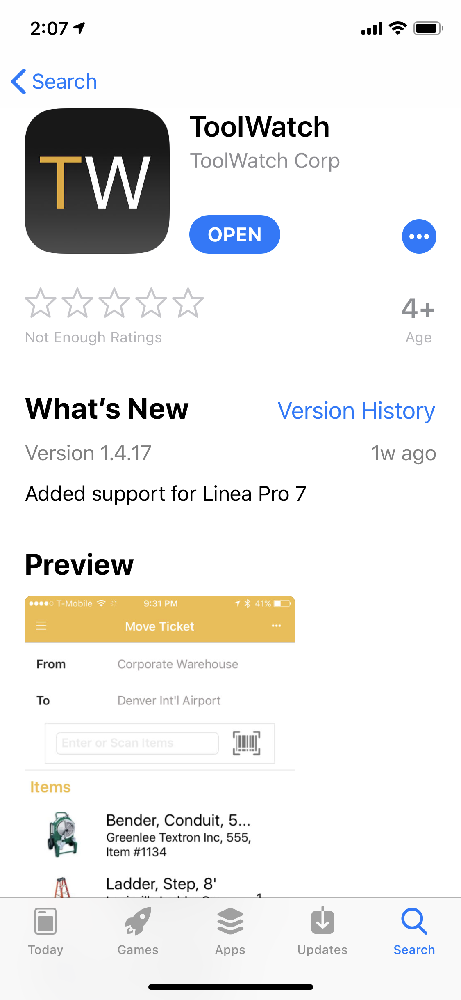 2:07
Search
TW
ToolWatch
ToolWatch Corp
OPEN
Not Enough Ratings
4+
Age
What's New
Version History
Version 1.4.17
1w ago
Added support for Linea Pro 7
Preview
T-Mobile 9:31 PM 41%
Move Ticket
From Corporate Warehouse
To Denver Int'l Airport
Enter or Scan Items
Items
Bender, Conduit, 5...
Greenlee Textron Inc, 555,
Item #1134
Ladder, Step, 8'
1
Today Games Apps Updates Search